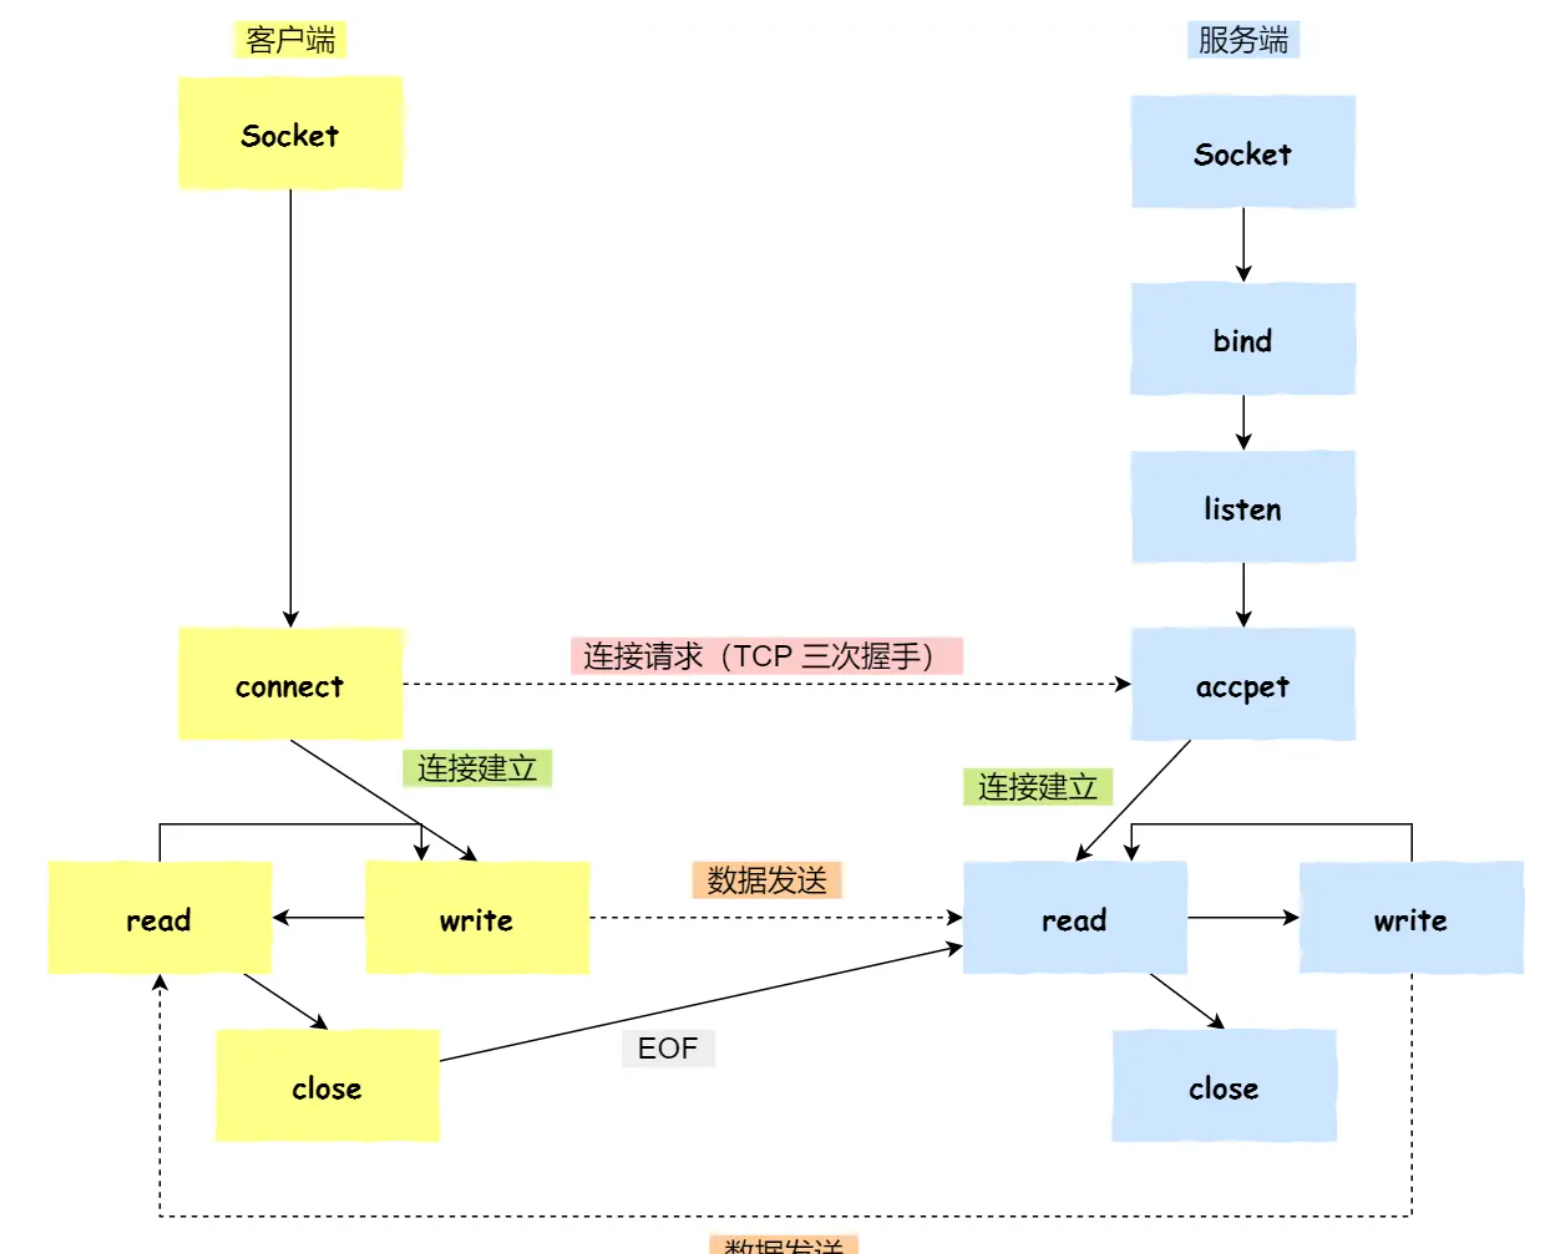 客户端
服务端
Socket
Socket
bind
listen
连接请求（TCP 三次握手）
connect
accpet
连接建立
连接建立
数据发送
read
write
read
write
EOF
close
close
数据发送